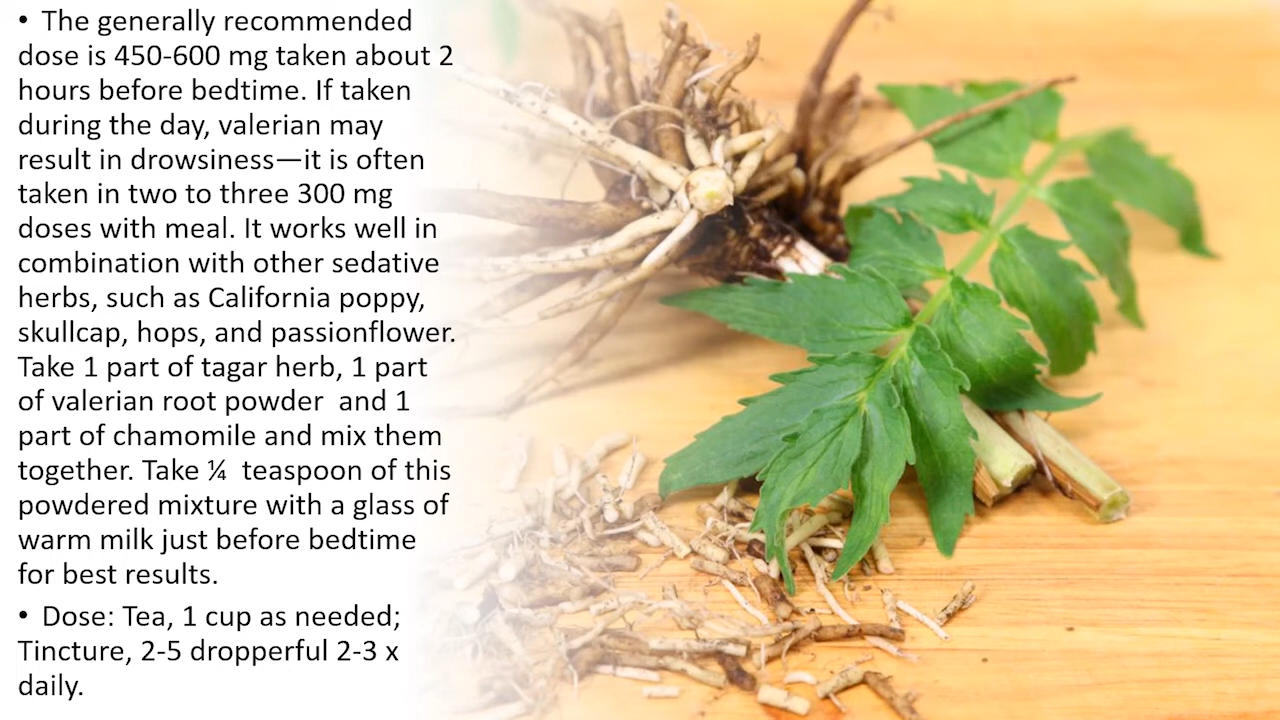 • The generally recommended
dose is 450-600 mg taken about 2
hours before bedtime. If taken
during the day, valerian may
result in drowsiness—it is often
taken in two to three 300 mg
doses with meal. It works well in
combination with other sedative
herbs, such as California poppy,
skullcap, hops, and passionflower.
Take 1 part of tagar herb, 1 part
of valerian root powder  and 1
part of chamomile and mix them
together. Take ¼  teaspoon of this
powdered mixture with a glass of
warm milk just before bedtime
for best results.
• Dose: Tea, 1 cup as needed;
Tincture, 2-5 dropperful 2-3 x
daily.